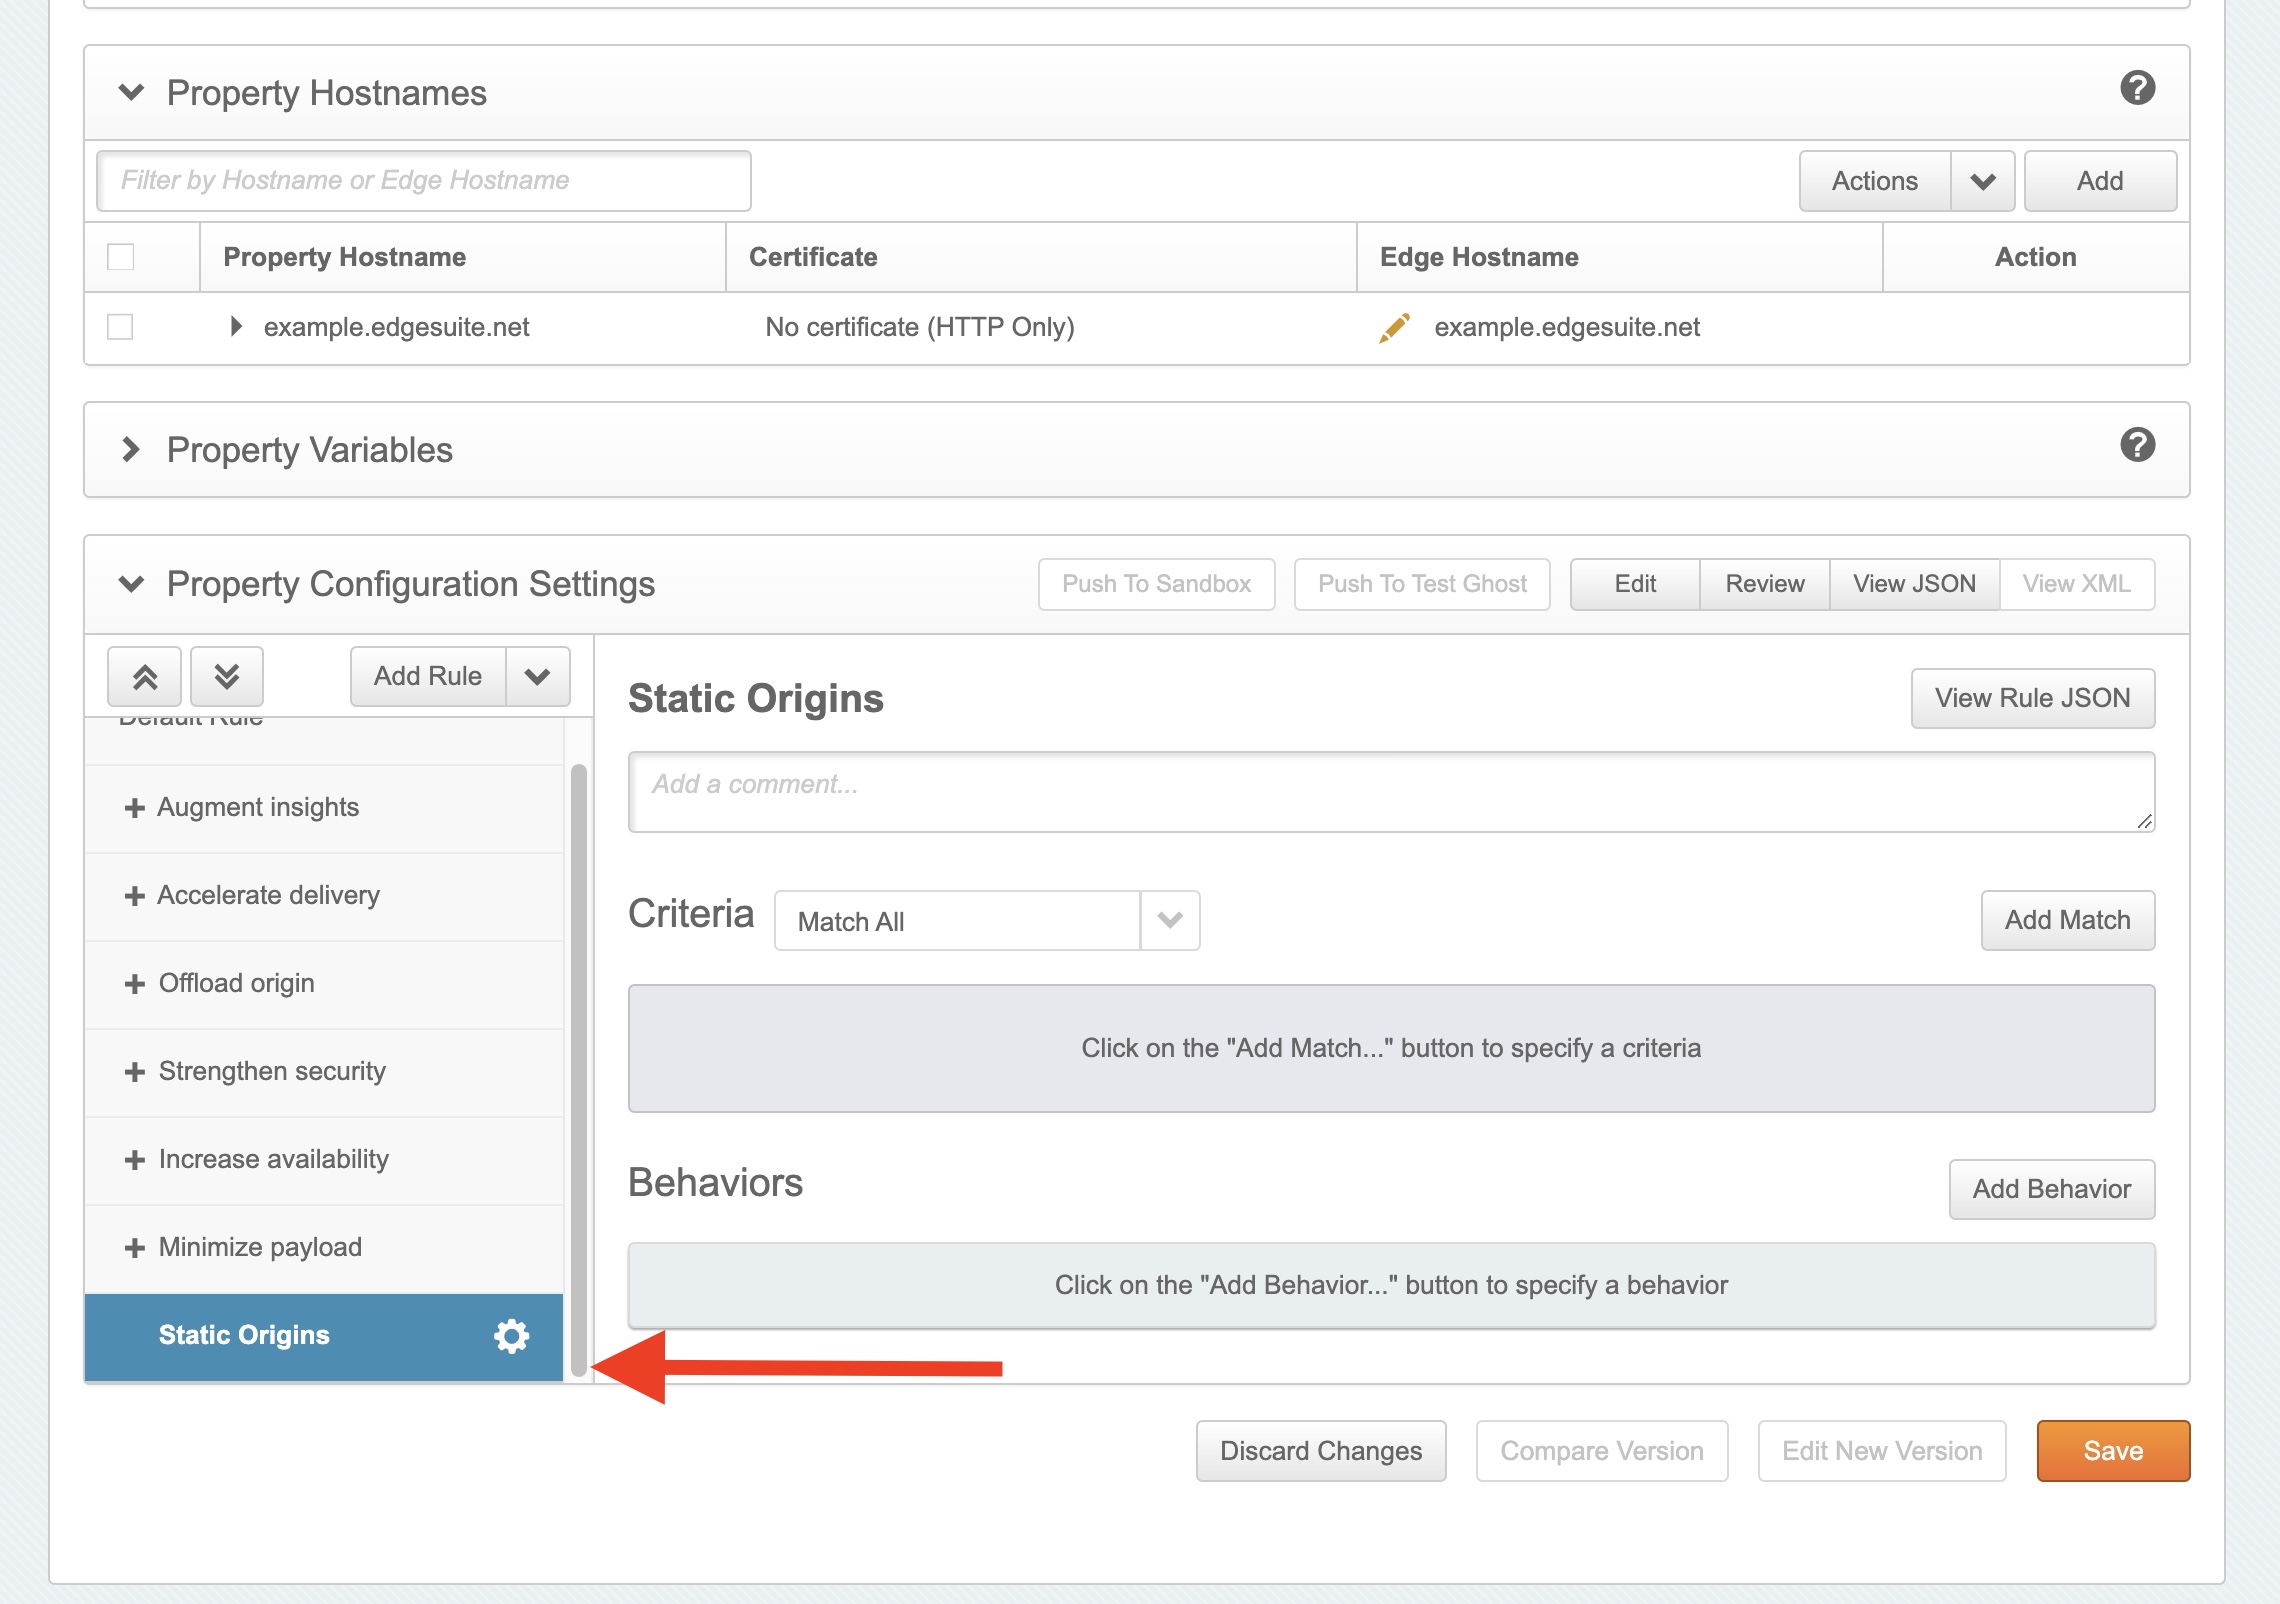 Property Hostnames
Filter by Hostname or Edge Hostname
Actions
Add
Property Hostname
Certificate
Edge Hostname
Action
example.edgesuite.net
No certificate (HTTP Only)
example.edgesuite.net
Property Variables
Property Configuration Settings
Push To Sandbox
Push To Test Ghost
Edit
Review
View JSON
View XML
Add Rule
Default Rule
Augment insights
Accelerate delivery
Offload origin
Strengthen security
Increase availability
Minimize payload
Static Origins
Static Origins
View Rule JSON
Add a comment...
Criteria
Match All
Add Match
Click on the "Add Match..." button to specify a criteria
Behaviors
Add Behavior
Click on the "Add Behavior..." button to specify a behavior
Discard Changes
Compare Version
Edit New Version
Save